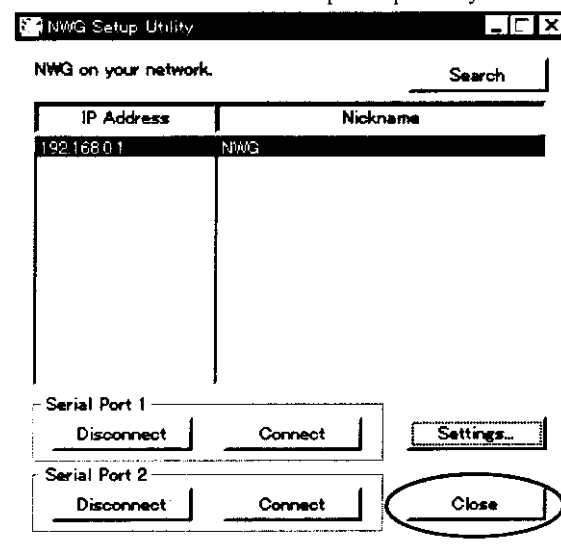 NWG Setup Utility
NWG on your network.
Search
IP Address Nickname
192.168.0.1 NWG
Serial Port 1
Disconnect Connect Settings...
Serial Port 2
Disconnect Connect Close